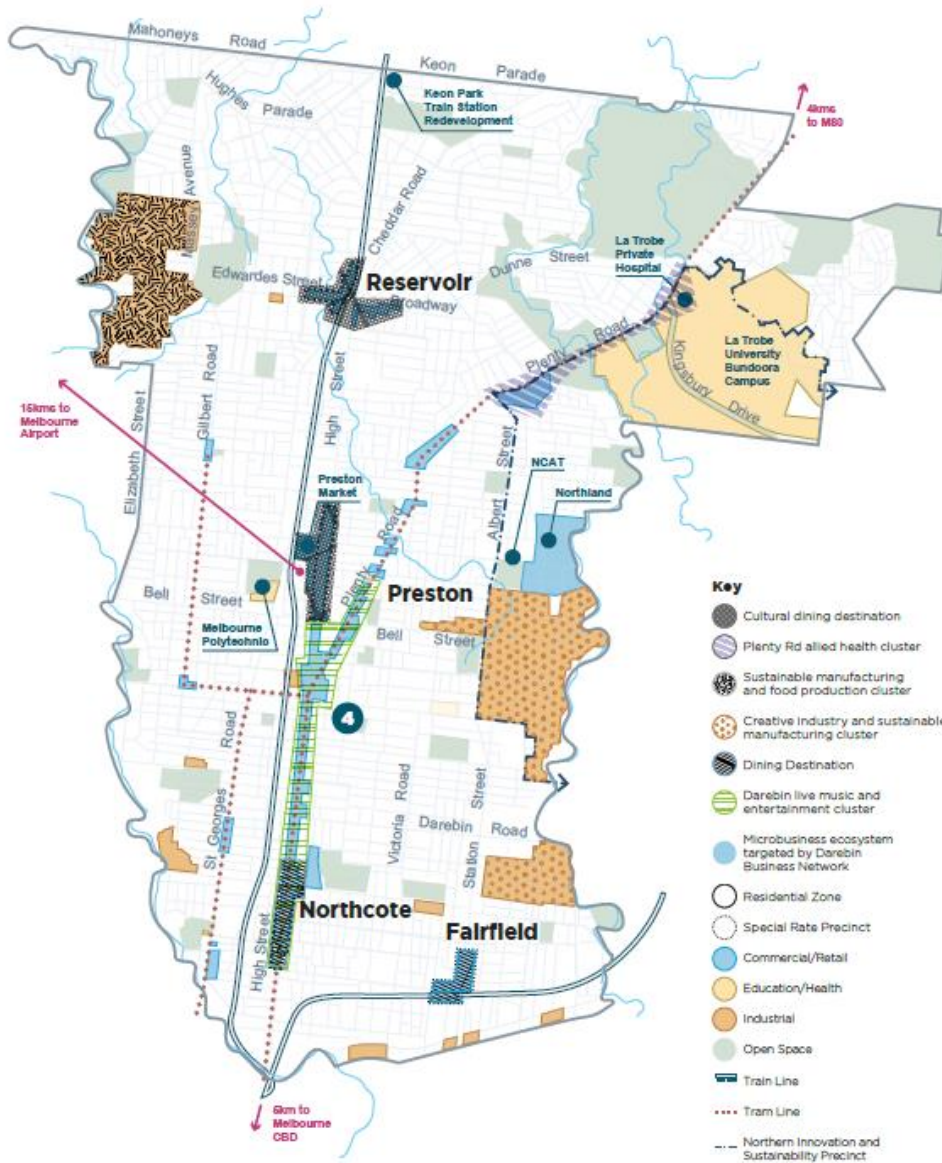 Mahoneys Road
Keon Parade
Hughes Parade
Keon Park
Train Station
Redevelopment
4kms
to M80
Massey Avenue
Cheddar Road
Edwardes Street
Reservoir
Broadway
Dunne Street
La Trobe
Private
Hospital
Plenty Road
La Trobe
University
Bundoora
Campus
Kingsbury Drive
15kms to
Melbourne
Airport
Elizabeth Street
Gilbert Road
High Street
Albert Street
NCAT
Northland
Preston
Market
Plenty Road
Preston
Bell Street
Bell Street
Melbourne
Polytechnic
4
St Georges Road
Victoria Road
Station Street
Darebin Road
Northcote
Fairfield
High Street
6km to
Melbourne
CBD
Key
Cultural dining destination
Plenty Rd allied health cluster
Sustainable manufacturing
and food production cluster
Creative industry and sustainable
manufacturing cluster
Dining Destination
Darebin live music and
entertainment cluster
Microbusiness ecosystem
targeted by Darebin
Business Network
Residential Zone
Special Rate Precinct
Commercial/Retail
Education/Health
Industrial
Open Space
Train Line
Tram Line
Northern Innovation and
Sustainability Precinct